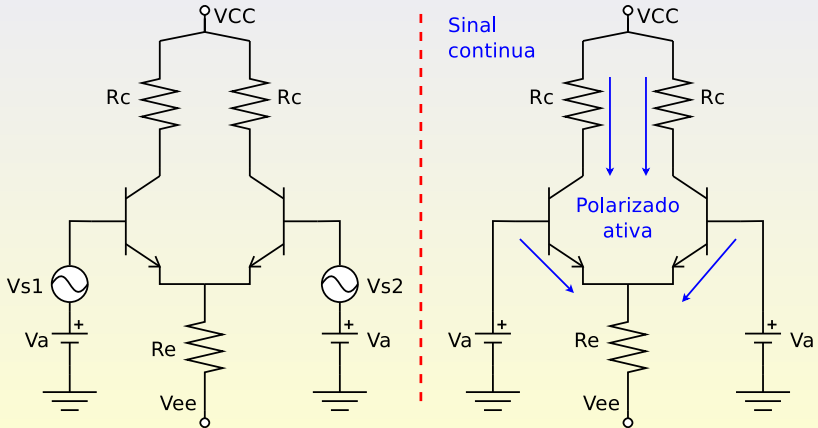 VCC
Rc
Rc
Vs1
Vs2
+
Va
+
Va
Re
Vee
Sinal
continua
VCC
Rc
Rc
Polarizado
ativa
+
Va
+
Va
Re
Vee